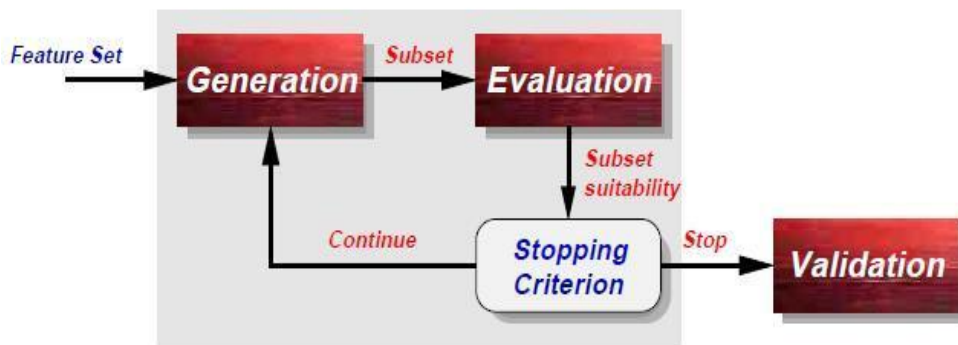 Feature Set
Generation
Subset
Evaluation
Subset
suitability
Continue
Stopping
Criterion
Stop
Validation